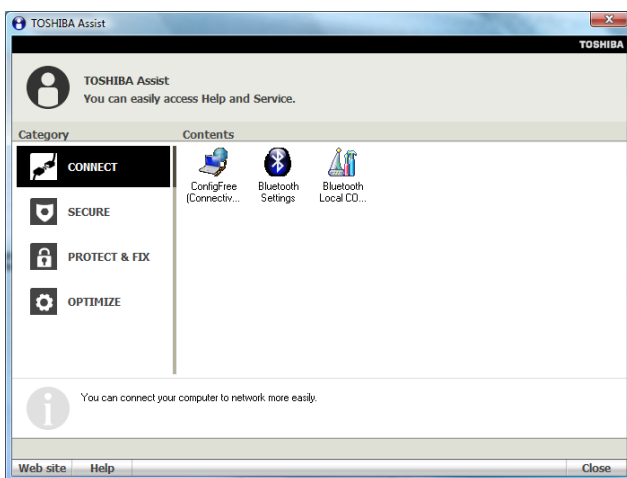 TOSHIBA Assist
TOSHIBA
TOSHIBA Assist
You can easily access Help and Service.
Category
Contents
CONNECT
SECURE
PROTECT & FIX
OPTIMIZE
ConfigFree
(Connectiv...
Bluetooth
Settings
Bluetooth
Local CO...
You can connect your computer to network more easily.
Web site
Help
Close